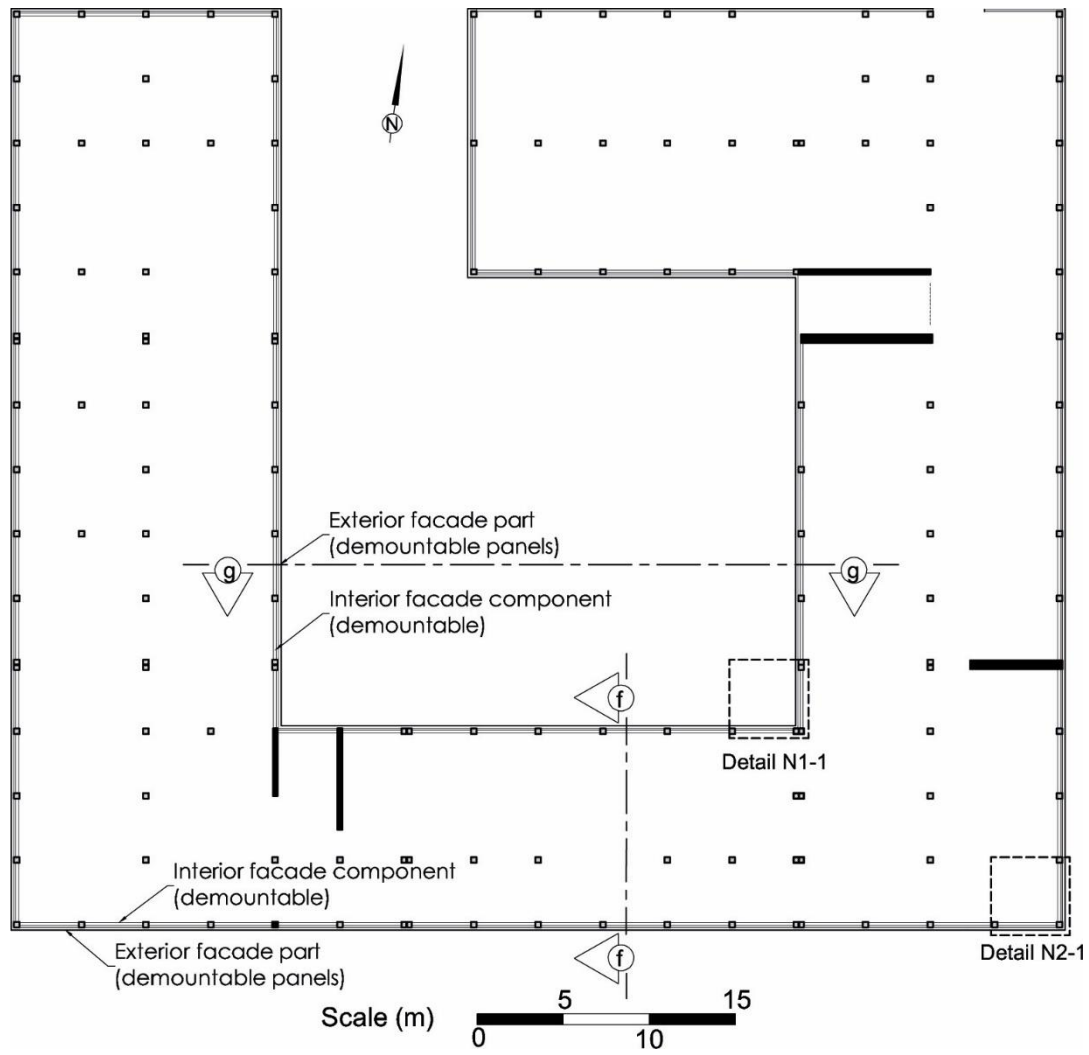 N
Exterior facade part
(demountable panels)
g
g
Interior facade component
(demountable)
f
Detail N1-1
Interior facade component
(demountable)
Exterior facade part
(demountable panels)
f
Detail N2-1
Scale (m)
5
15
0
10